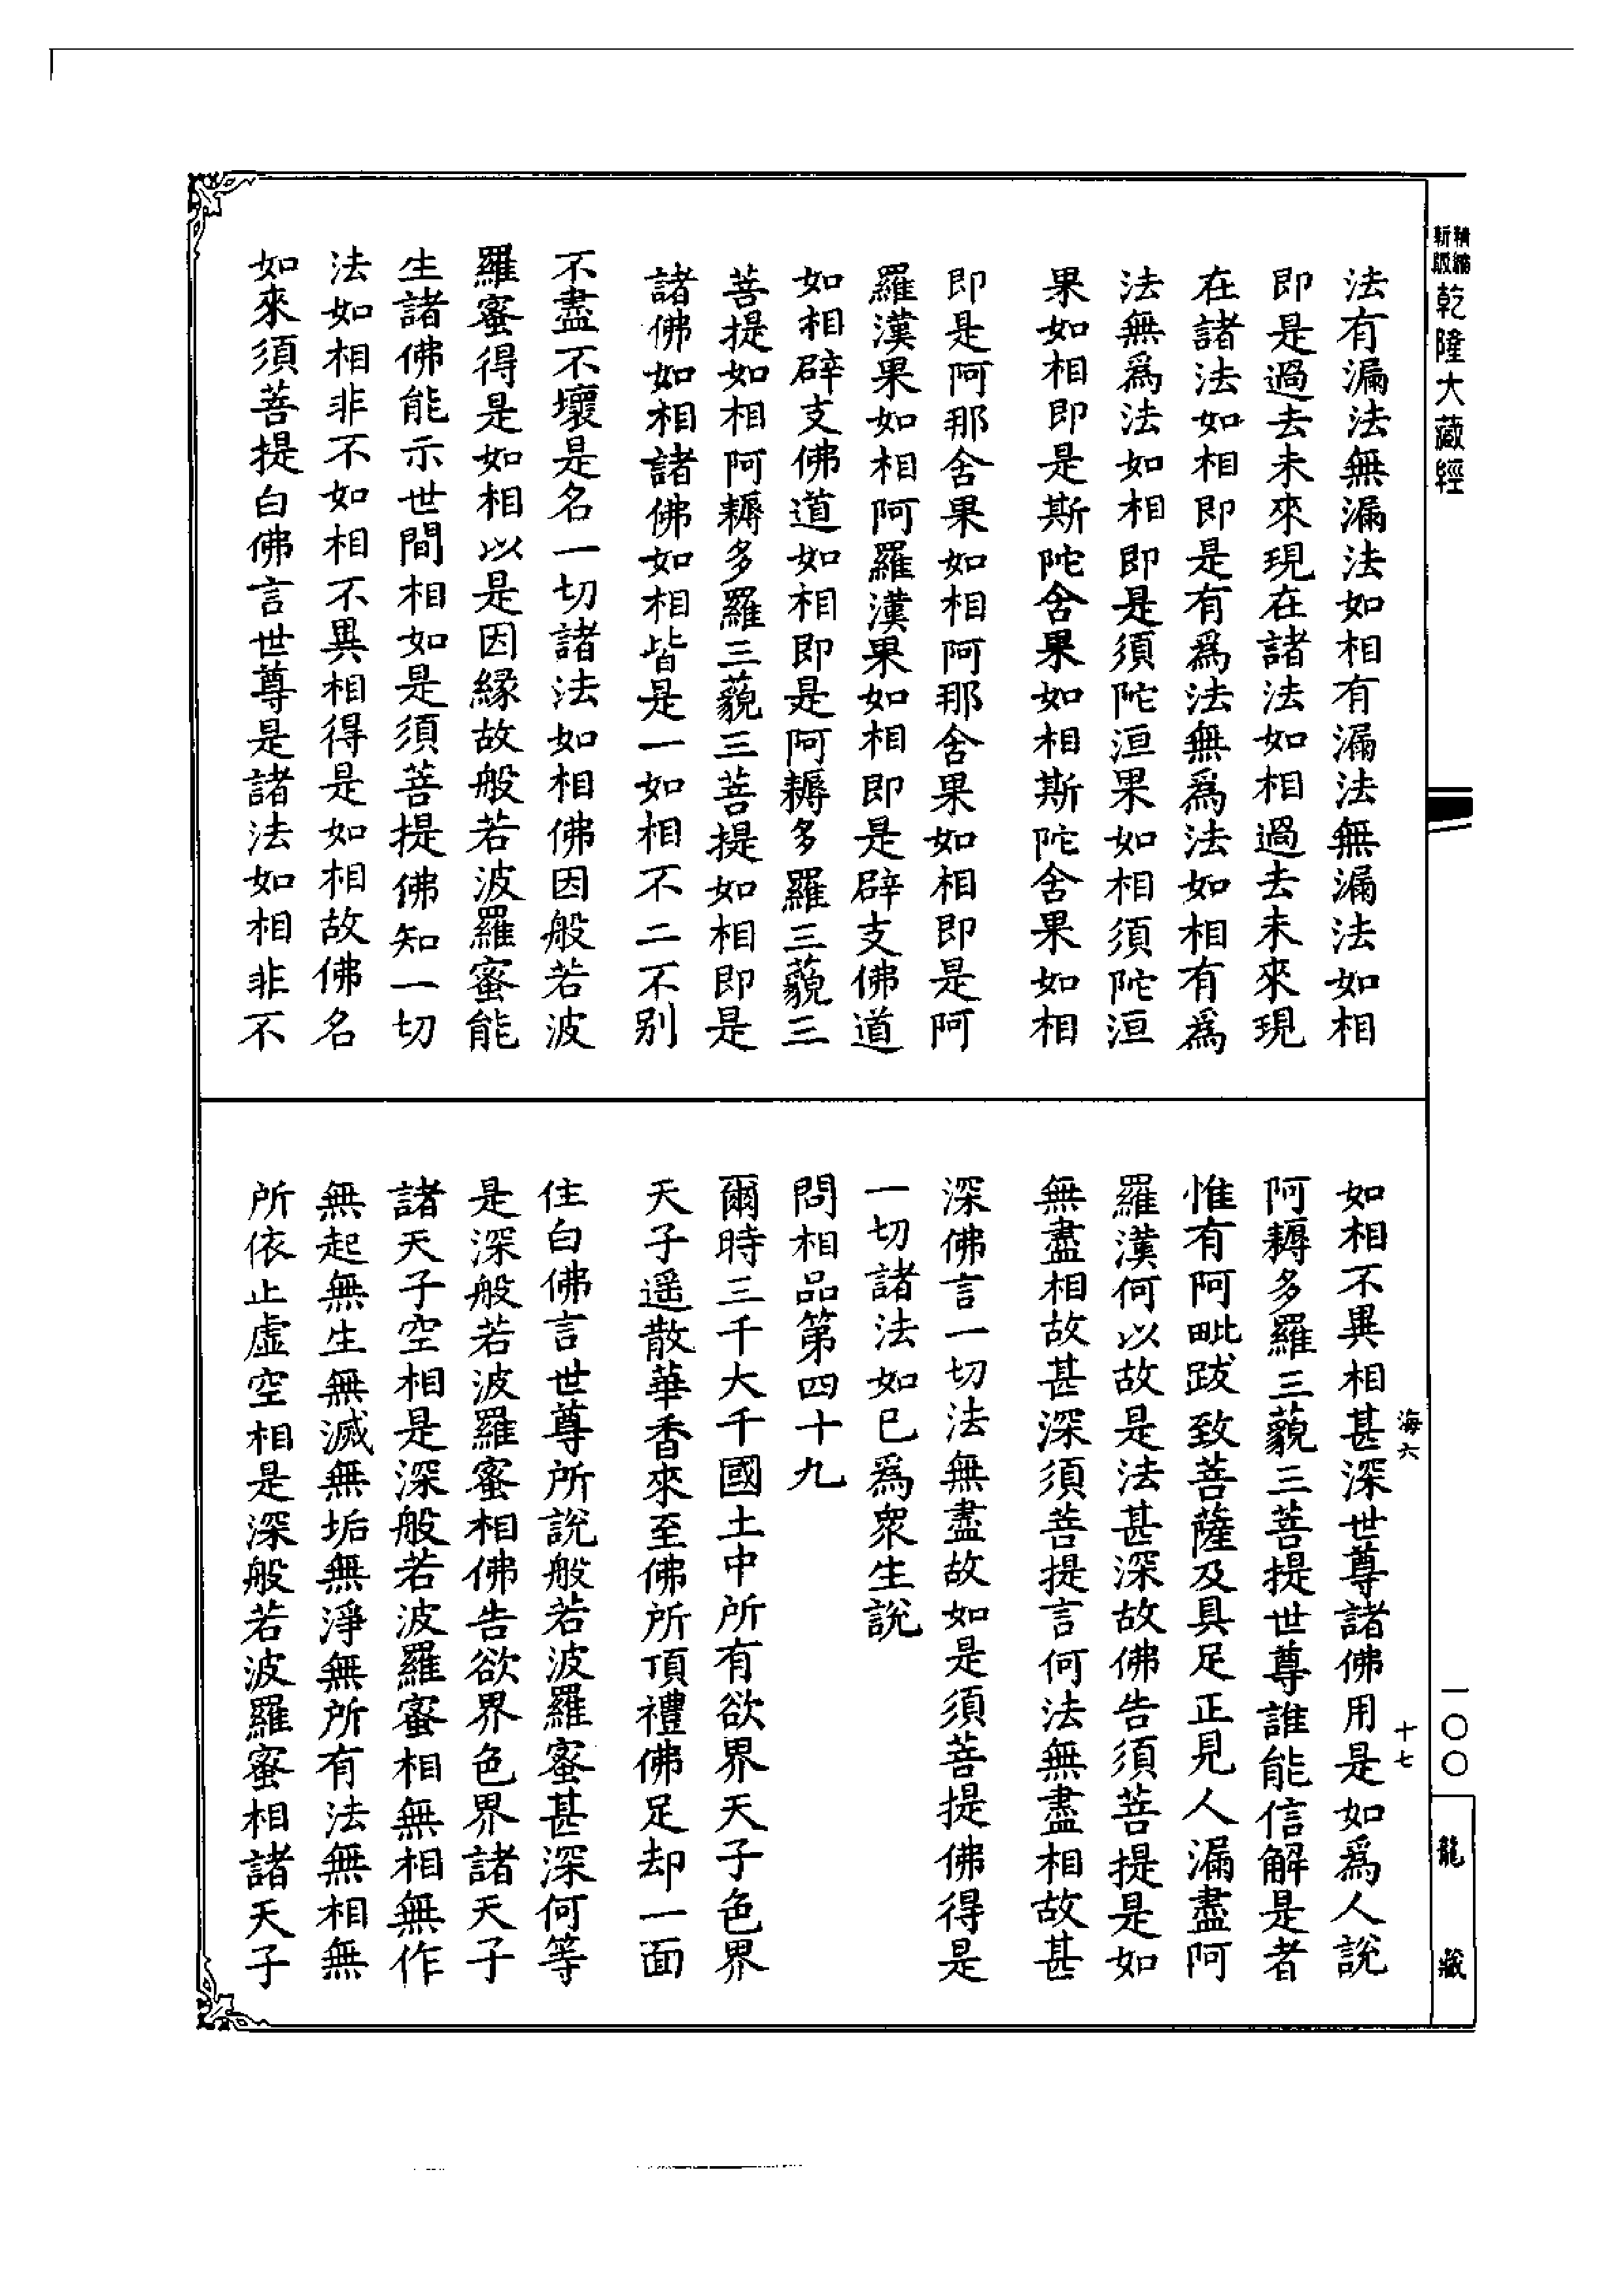 精縮
新版
乾隆大藏經
法有漏法無漏法如相有漏法無漏法如相
即是過去未來現在諸法如相過去未來現
在諸法如相即是有爲法無爲法如相有爲
法無爲法如相即是須陀洹果如相須陀洹
果如相即是斯陀含果如相斯陀含果如相
即是阿那含果如相阿那含果如相即是阿
羅漢果如相阿羅漢果如相即是辟支佛道
如相辟支佛道如相即是阿耨多羅三藐三
菩提如相阿耨多羅三藐三菩提如相即是
諸佛如相諸佛如相皆是一如相不二不別
不盡不壞是名一切諸法如相佛因般若波
羅蜜得是如相以是因緣故般若波羅蜜能
生諸佛能示世間相如是須菩提佛知一切
法如相非不如相不異相得是如相故佛名
如來須菩提白佛言世尊是諸法如相非不
如相不異相甚深世尊諸佛用是如爲人說
阿耨多羅三藐三菩提世尊誰能信解是者
惟有阿毗跋致菩薩及具足正見人漏盡阿
羅漢何以故是法甚深故佛告須菩提是如
無盡相故甚深須菩提言何法無盡相故甚
深佛言一切法無盡故如是須菩提佛得是
一切諸法如已爲衆生說
問相品第四十九
爾時三千大千國土中所有欲界天子色界
天子遥散華香來至佛所頂禮佛足却一面
住白佛言世尊所說般若波羅蜜甚深何等
是深般若波羅蜜相佛告欲界色界諸天子
諸天子空相是深般若波羅蜜相無相無作
無起無生無滅無垢無淨無所有法無相無
所依止虛空相是深般若波羅蜜相諸天子
海六
十七
一〇〇
龍藏